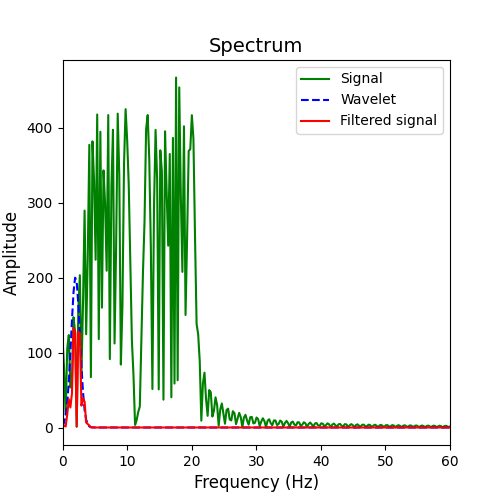 Spectrum
Signal
Wavelet
Filtered signal
400
300
200
100
0
Amplitude
0 10 20 30 40 50 60
Frequency (Hz)